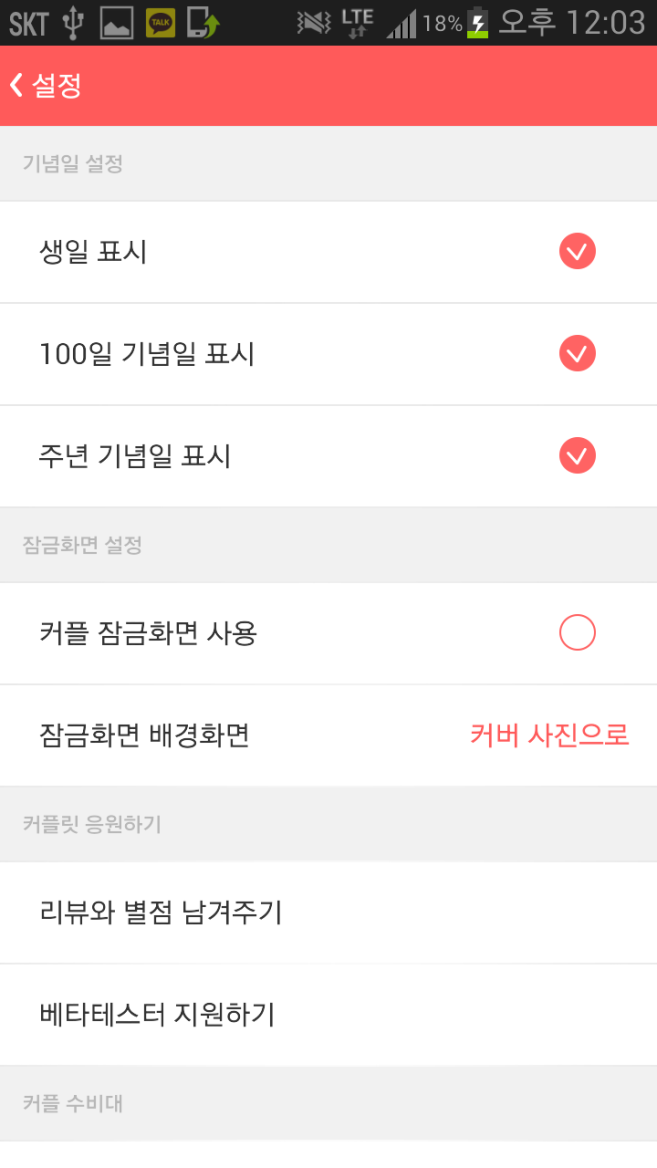 SKT TALK LTE 18% 오후 12:03
설정
기념일 설정
생일 표시
100일 기념일 표시
주년 기념일 표시
잠금화면 설정
커플 잠금화면 사용
잠금화면 배경화면 커버 사진으로
커플릿 응원하기
리뷰와 별점 남겨주기
베타테스터 지원하기
커플 수비대